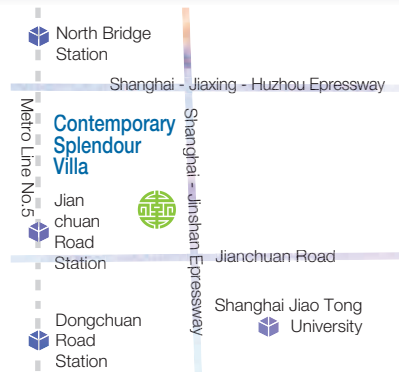 North Bridge
Station
Shanghai - Jiaxing - Huzhou Epressway
Metro Line No.5
Contemporary
Splendour
Villa
Shanghai - Jinshan Epressway
Jian
chuan
Road
Station
Jianchuan Road
Shanghai Jiao Tong
University
Dongchuan
Road
Station